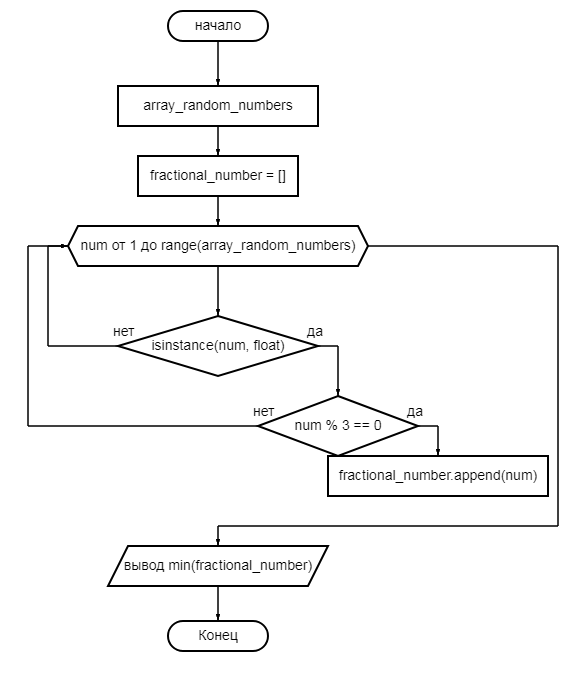 начало
array_random_numbers
fractional_number = []
num от 1 до range(array_random_numbers)
нет
да
isinstance(num, float)
нет
да
num % 3 == 0
fractional_number.append(num)
вывод min(fractional_number)
Конец